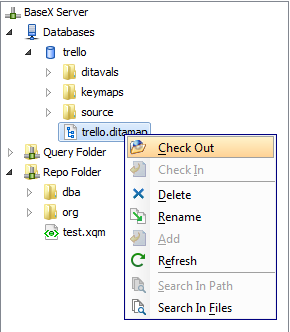 BaseX Server
Databases
trello
ditavals
keymaps
source
trello.ditamap
Check Out
Query Folder
Check In
Repo Folder
dba
Delete
org
Rename
test.xqm
Add
Refresh
Search In Path
Search In Files